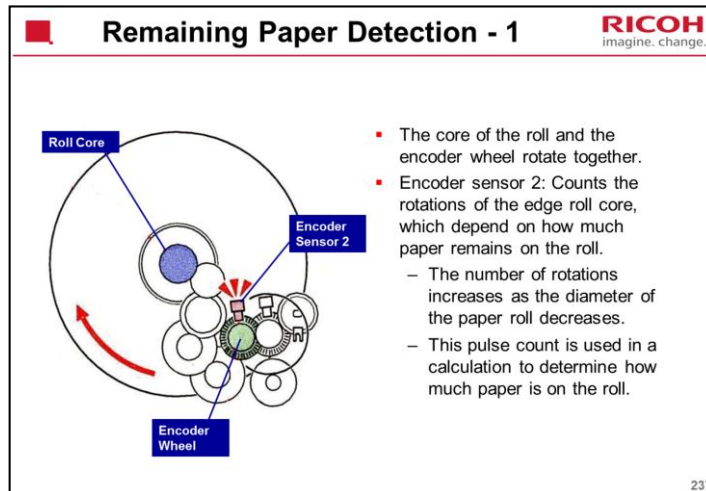 Remaining Paper Detection - 1
RICOH
imagine. change.
Roll Core
Encoder
Sensor 2
Encoder
Wheel
▪ The core of the roll and the
encoder wheel rotate together.
▪ Encoder sensor 2: Counts the
rotations of the edge roll core,
which depend on how much
paper remains on the roll.
– The number of rotations
increases as the diameter of
the paper roll decreases.
– This pulse count is used in a
calculation to determine how
much paper is on the roll.